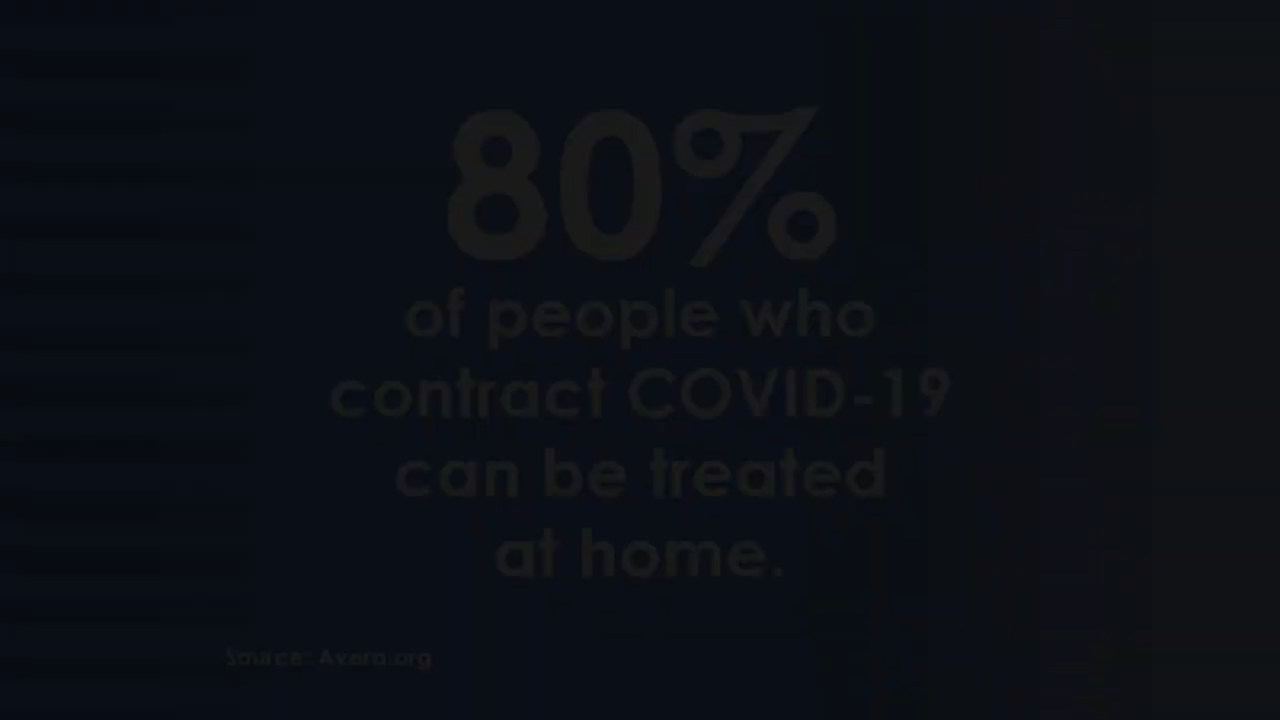 80%
of people who
contract COVID-19
can be treated
at home.
Source: Avera.org